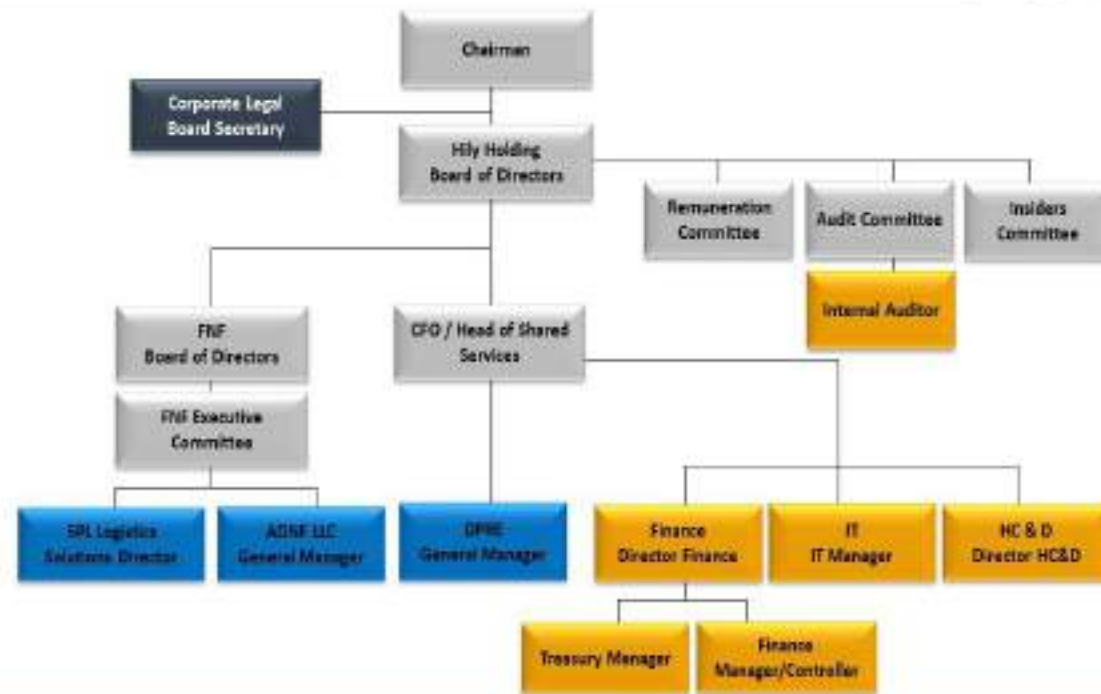 Chairman
Corporate Legal
Board Secretary
Hily Holding
Board of Directors
Remuneration
Committee
Audit Committee
Insiders
Committee
Internal Auditor
FNF
Board of Directors
CFO / Head of Shared
Services
FNF Executive
Committee
SPL Logistics
Solutions Director
ADNF LLC
General Manager
OPRE
General Manager
Finance
Director Finance
IT
IT Manager
HC & D
Director HC&D
Treasury Manager
Finance
Manager/Controller